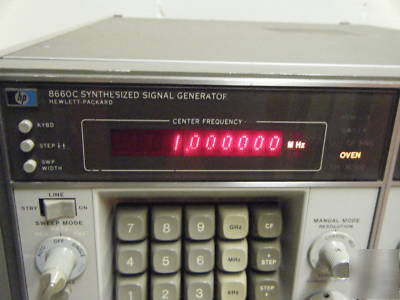 hp 8660C SYNTHESIZED SIGNAL GENERATOR
HEWLETT-PACKARD
CENTER FREQUENCY
KYBD
STEP
1.000000 MHz
SWP
WIDTH
OVEN
LINE
STBY ON
SWEEP MODE
OFF
MANUAL MODE
RESOLUTION
7 8 9 GHz CF
4 5 6 MHz STEP
1 2 3 KHz STEP